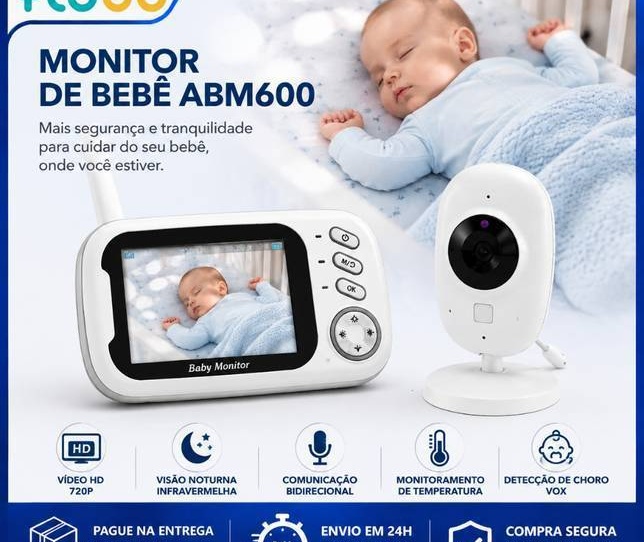 MONITOR
DE BEBÊ ABM600
Mais segurança e tranquilidade
para cuidar do seu bebê,
onde você estiver.
M/Ↄ
OK
Baby Monitor
HD
VÍDEO HD
720P
VISÃO NOTURNA
INFRAVERMELHA
COMUNICAÇÃO
BIDIRECIONAL
MONITORAMENTO
DE TEMPERATURA
DETECÇÃO DE CHORO
VOX
PAGUE NA ENTREGA
ENVIO EM 24H
COMPRA SEGURA